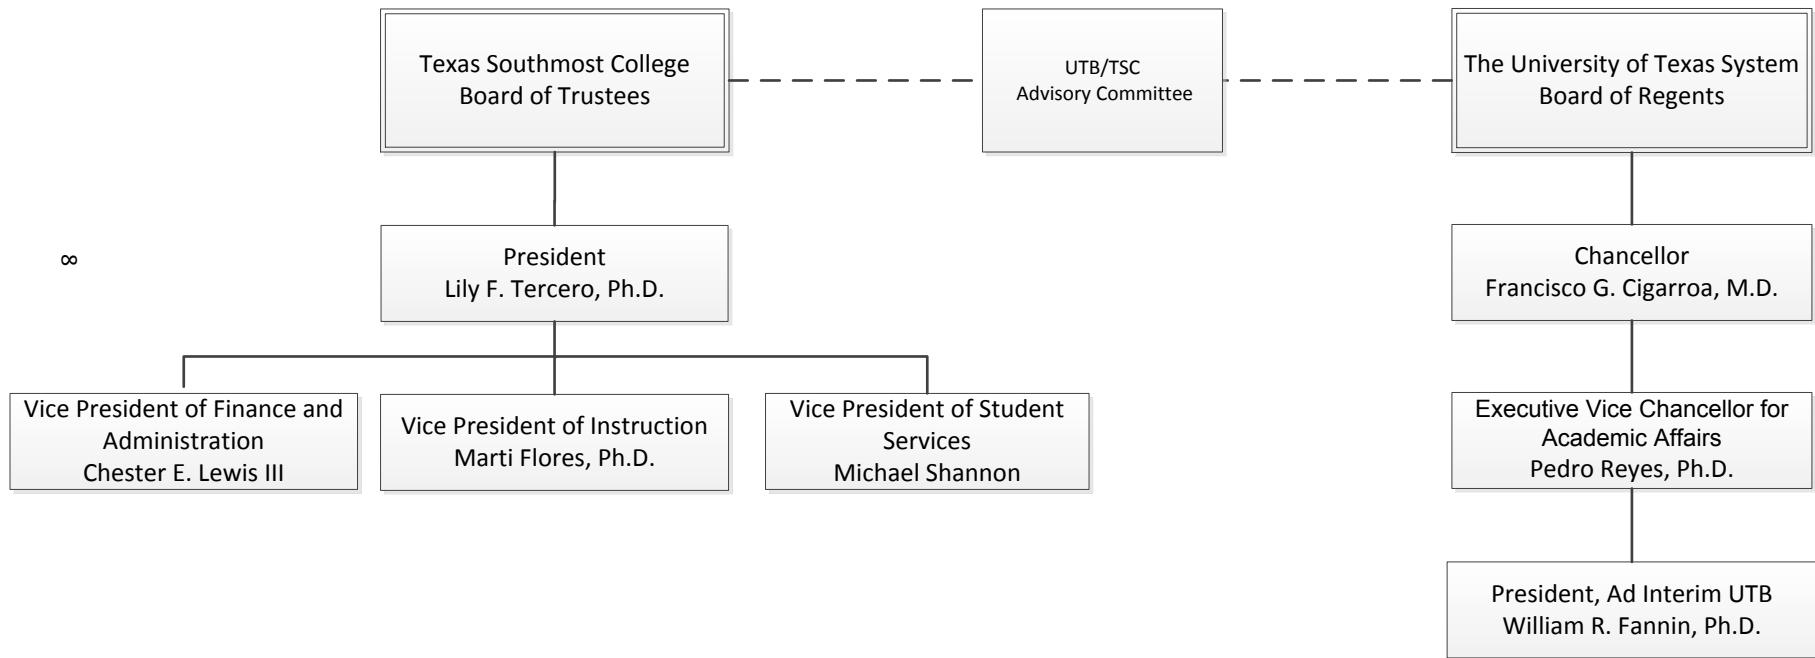 Texas Southmost College
Board of Trustees
UTB/TSC
Advisory Committee
The University of Texas System
Board of Regents
∞
President
Lily F. Tercero, Ph.D.
Chancellor
Francisco G. Cigarroa, M.D.
Vice President of Finance and
Administration
Chester E. Lewis III
Vice President of Instruction
Marti Flores, Ph.D.
Vice President of Student
Services
Michael Shannon
Executive Vice Chancellor for
Academic Affairs
Pedro Reyes, Ph.D.
President, Ad Interim UTB
William R. Fannin, Ph.D.